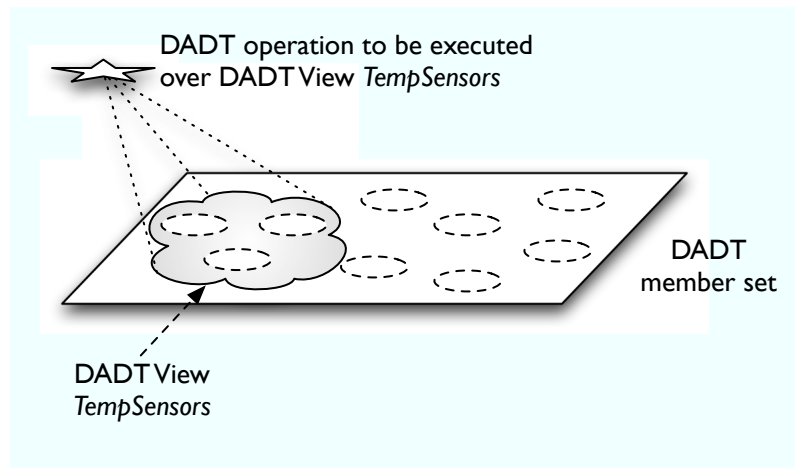 DADT operation to be executed
over DADT View TempSensors
DADT
member set
DADT View
TempSensors